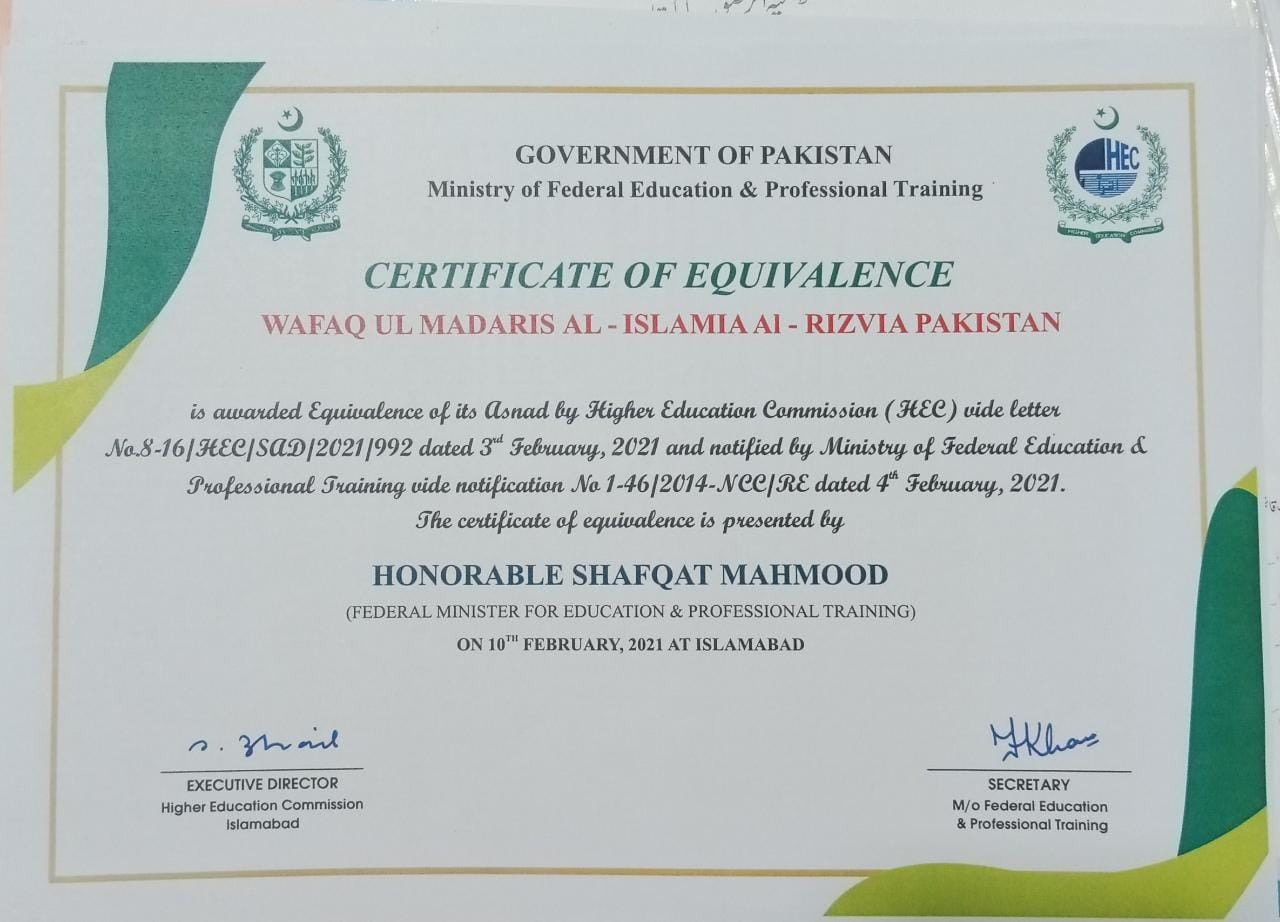 GOVERNMENT OF PAKISTAN
Ministry of Federal Education & Professional Training
HEC
HIGHER EDUCATION COMMISSION
CERTIFICATE OF EQUIVALENCE
WAFAQ UL MADARIS AL - ISLAMIA Al - RIZVIA PAKISTAN
is awarded Equivalence of its Asnad by Higher Education Commission (HEC) vide letter
No.8-16/HEC/SAD/2021/992 dated 3rd February, 2021 and notified by Ministry of Federal Education &
Professional Training vide notification No 1-46/2014-NCC/RE dated 4th February, 2021.
The certificate of equivalence is presented by
HONORABLE SHAFQAT MAHMOOD
(FEDERAL MINISTER FOR EDUCATION & PROFESSIONAL TRAINING)
ON 10TH FEBRUARY, 2021 AT ISLAMABAD
EXECUTIVE DIRECTOR
Higher Education Commission
Islamabad
SECRETARY
M/o Federal Education
& Professional Training